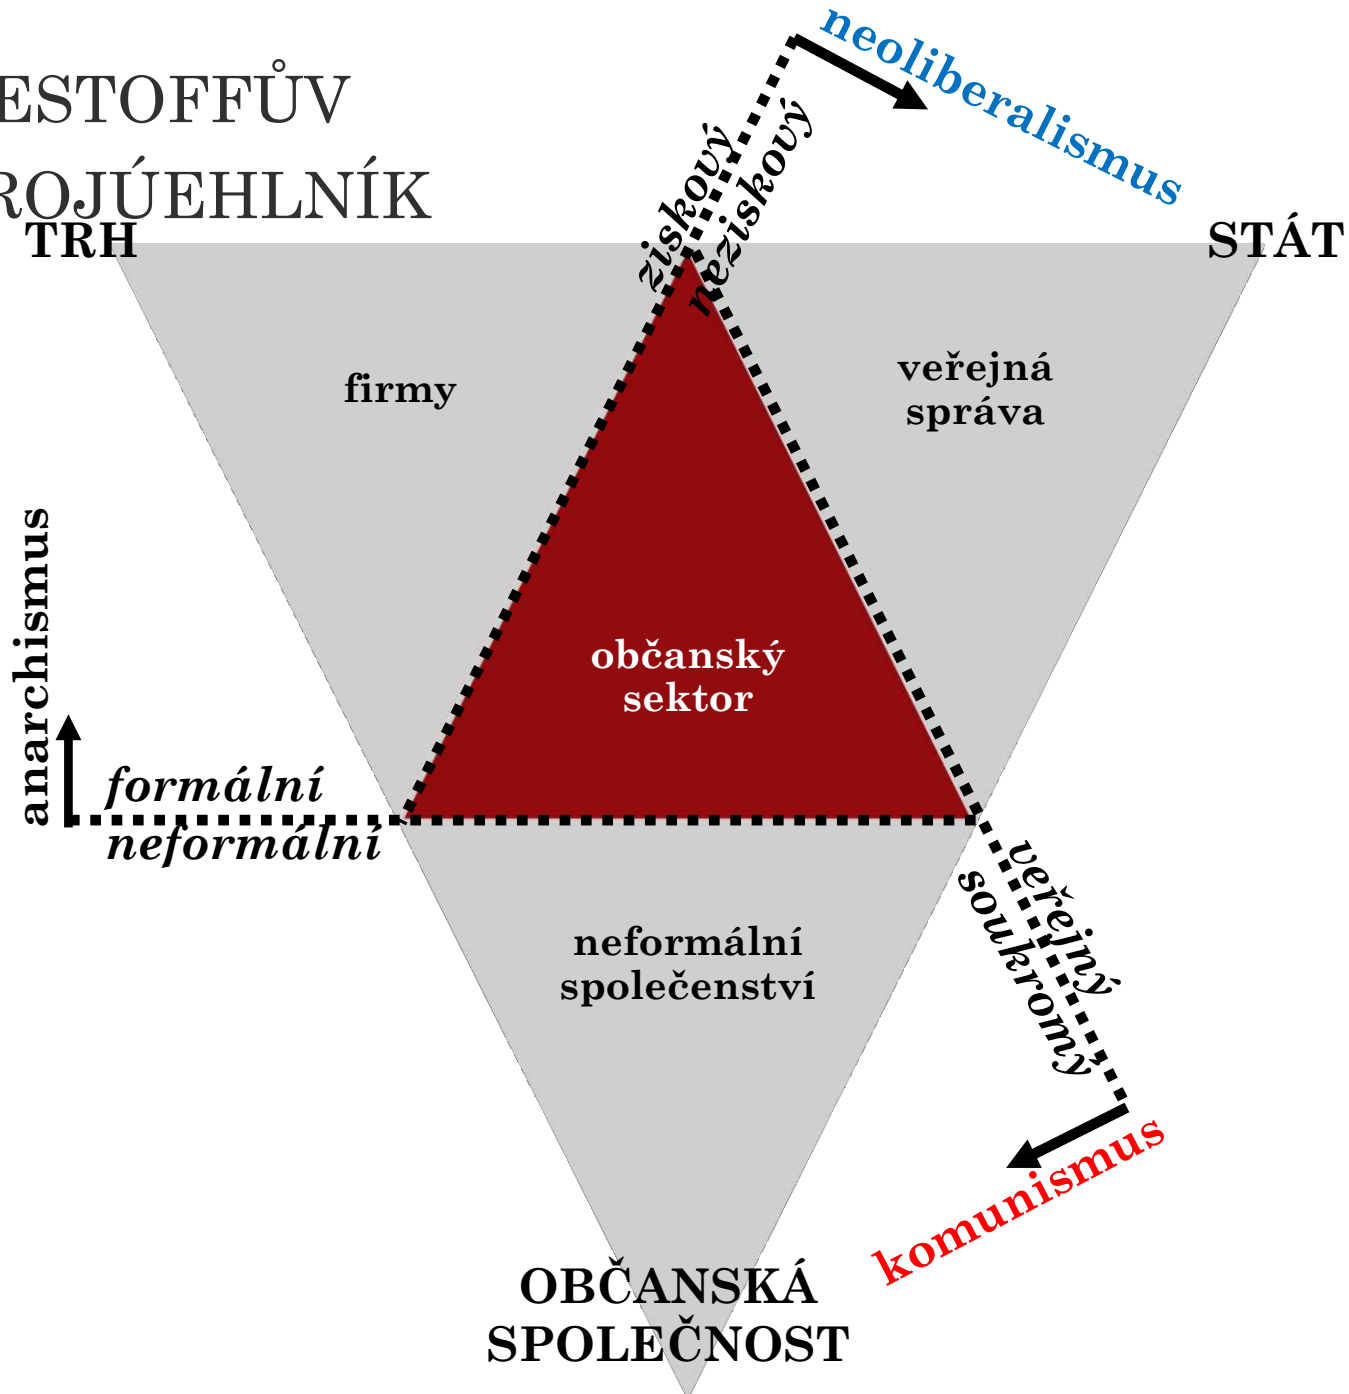 ESTOFFŮV
ROJÚEHLNÍK
neoliberalismus
ziskový
neziskový
TRH
STÁT
firmy
veřejná
správa
anarchismus
občanský
sektor
formální
neformální
veřejný
soukromý
neformální
společenství
komunismus
OBČANSKÁ
SPOLEČNOST